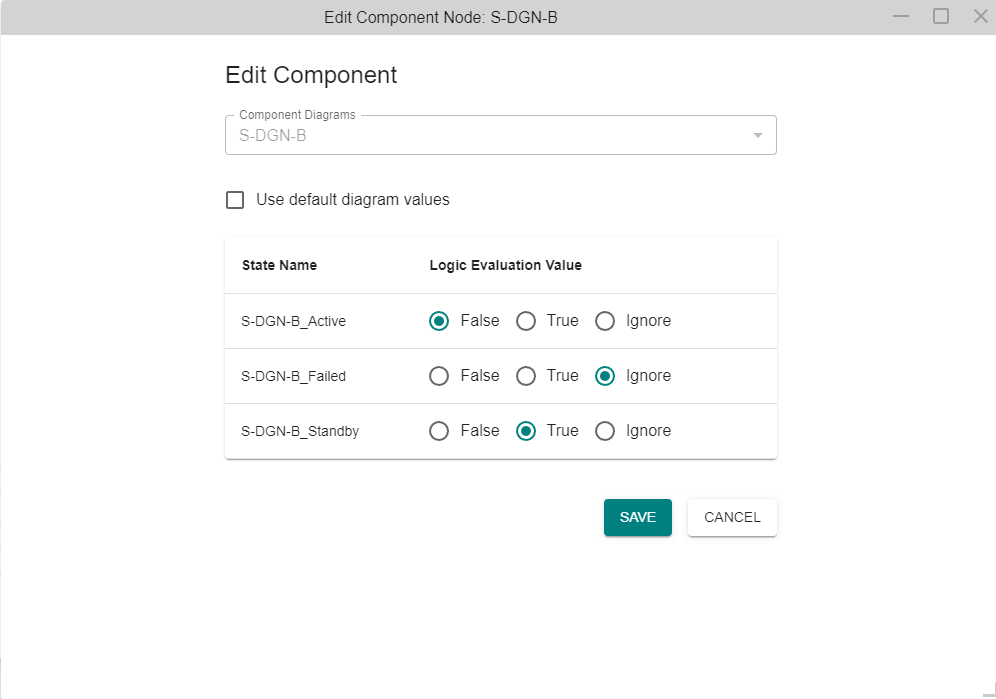 Edit Component Node: S-DGN-B
Edit Component
Component Diagrams
S-DGN-B
Use default diagram values
State Name Logic Evaluation Value
S-DGN-B_Active False True Ignore
S-DGN-B_Failed False True Ignore
S-DGN-B_Standby False True Ignore
SAVE CANCEL